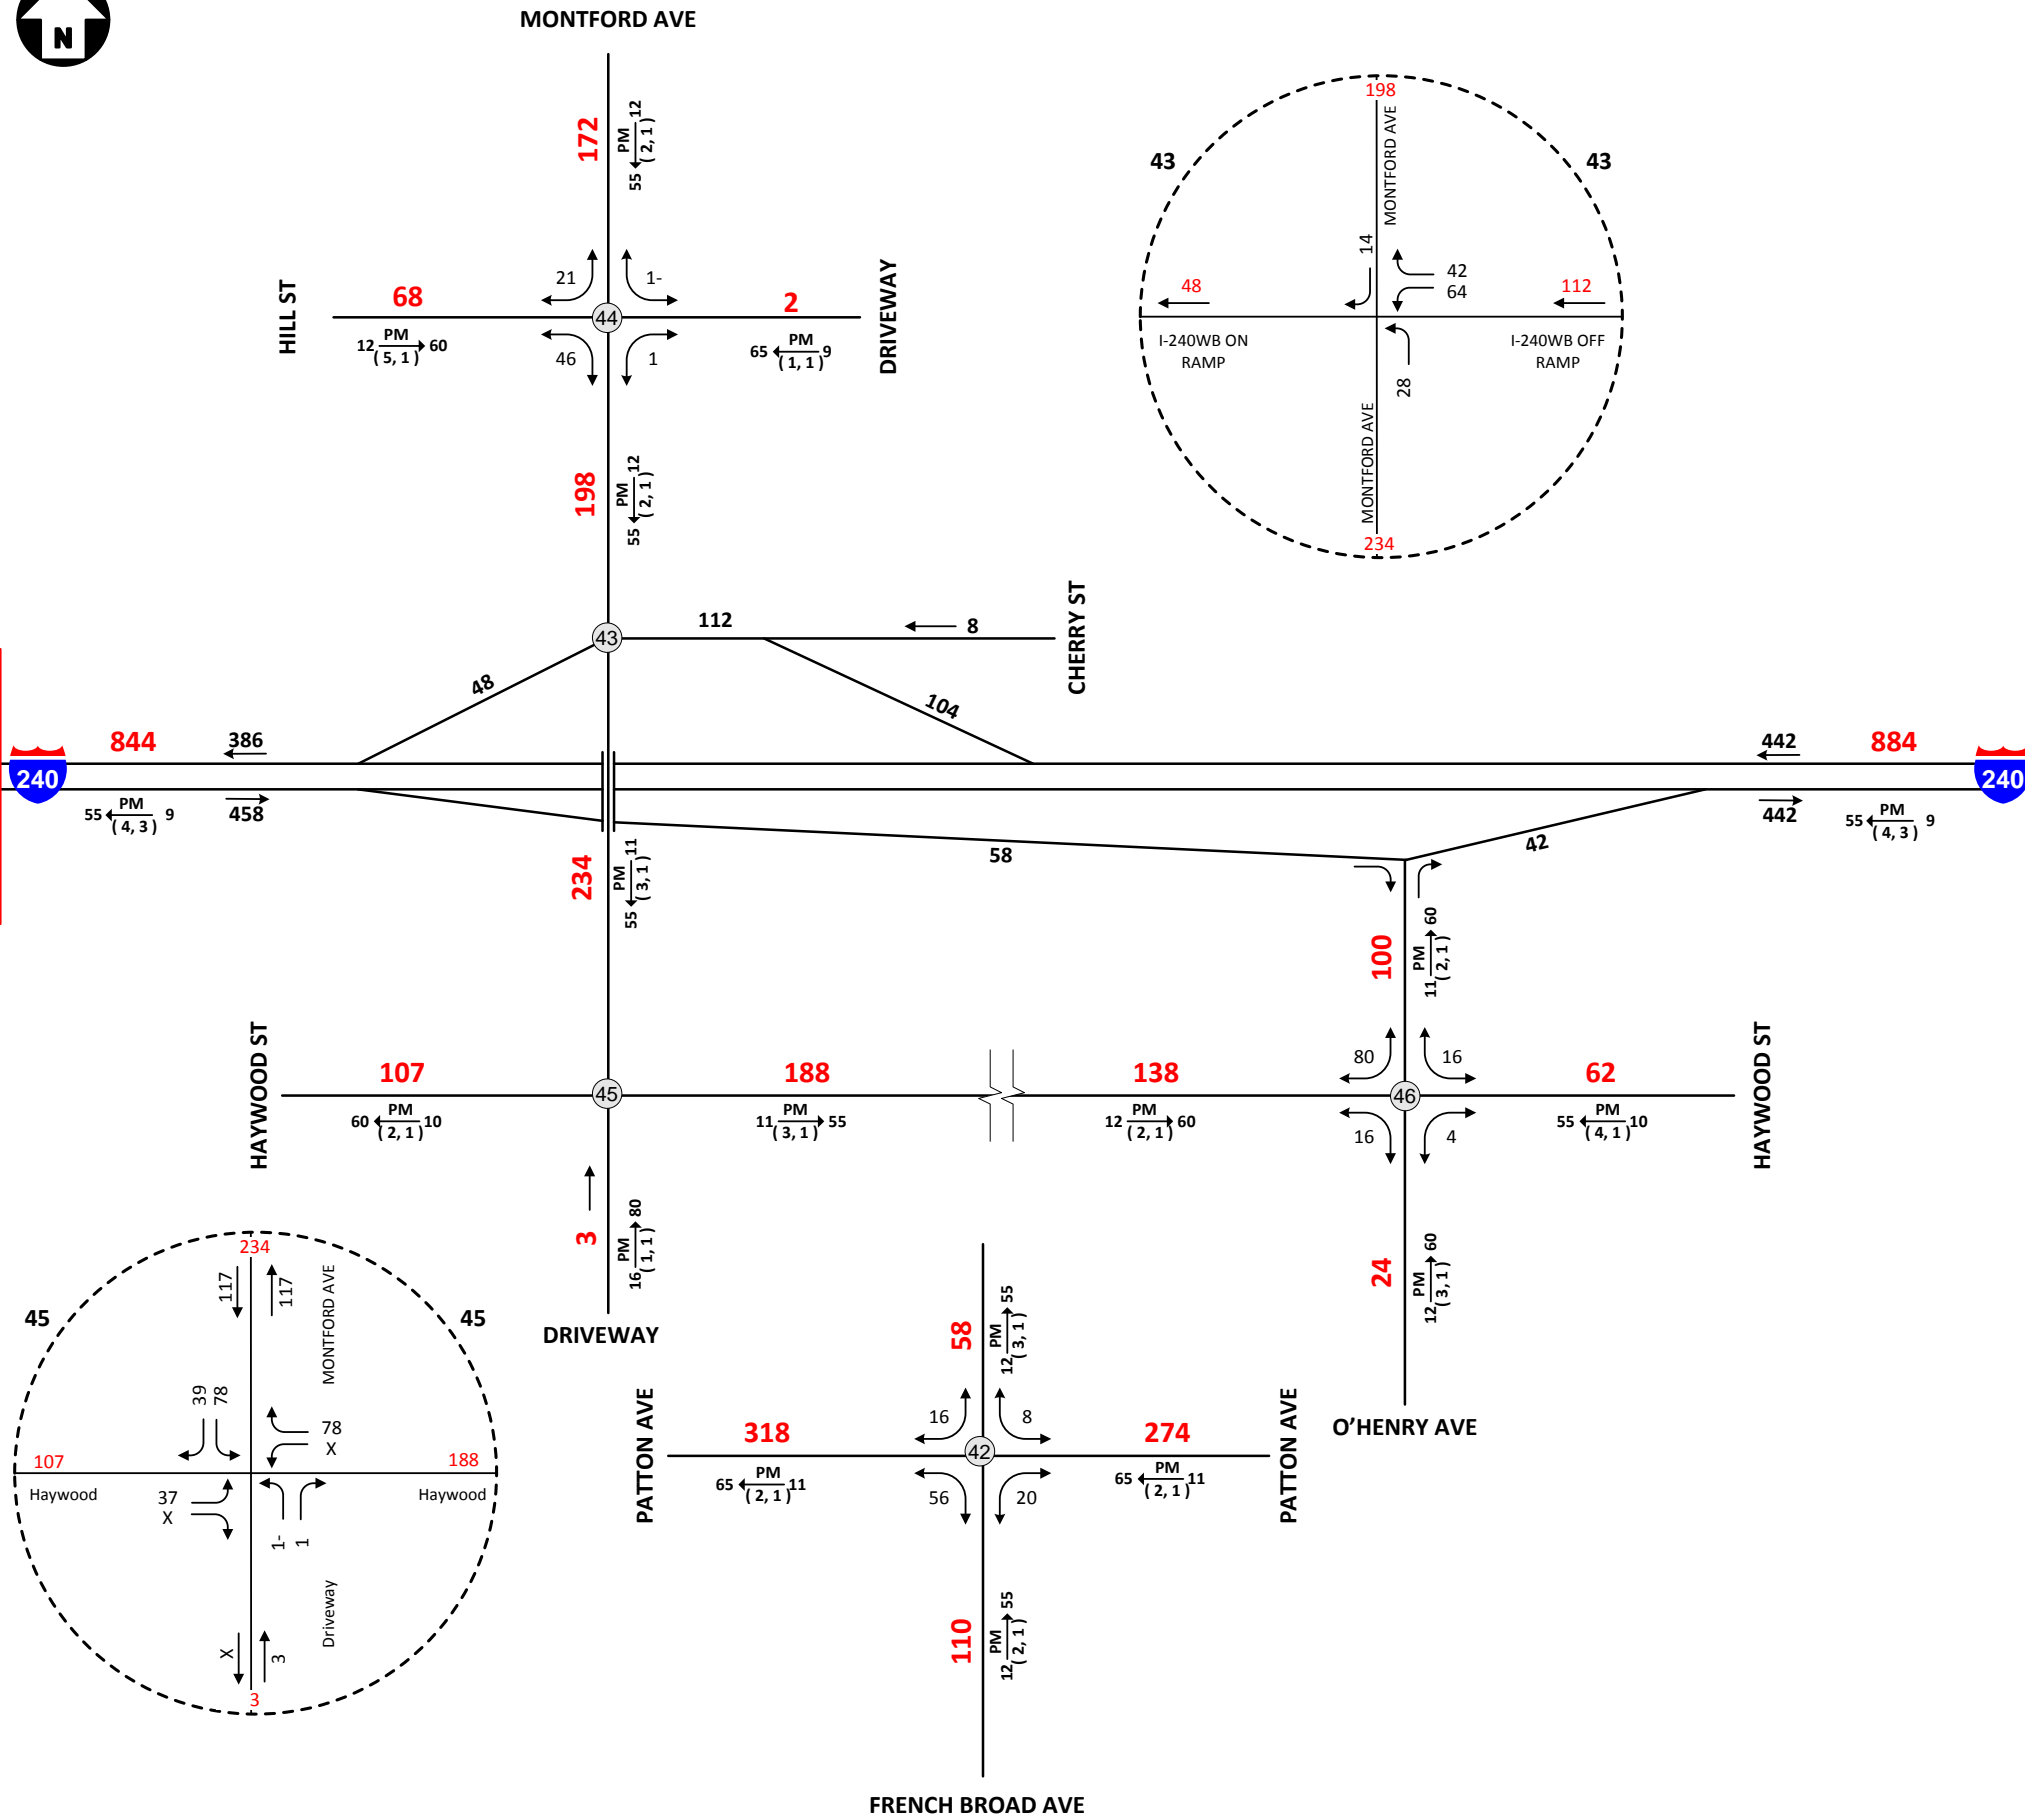 N
MONTFORD AVE
172
PM
12
55
( 2, 1 )
198
MONTFORD AVE
43
43
14
42
64
48
112
I-240WB ON
RAMP
I-240WB OFF
RAMP
28
MONTFORD AVE
234
HILL ST
68
21
1-
2
DRIVEWAY
44
12 PM 60
( 5, 1 )
46
1
65 PM 9
( 1, 1 )
198
PM
12
55
( 2, 1 )
43
112
8
CHERRY ST
48
104
844
386
442
884
240
240
55 PM 9
( 4, 3 )
458
442
55 PM 9
( 4, 3 )
58
42
234
PM
11
55
( 3, 1 )
100
PM
60
11
( 2, 1 )
HAYWOOD ST
107
188
138
80
16
62
HAYWOOD ST
45
46
60 PM 10
( 2, 1 )
11 PM 55
( 3, 1 )
12 PM 60
( 2, 1 )
16
4
55 PM 10
( 4, 1 )
3
PM
80
16
( 1, 1 )
DRIVEWAY
24
PM
60
12
( 3, 1 )
O'HENRY AVE
234
117
117
MONTFORD AVE
45
45
39
78
78
X
107
188
Haywood
Haywood
37
X
1-
1
Driveway
X
3
3
58
PM
55
12
( 3, 1 )
PATTON AVE
318
16
8
274
PATTON AVE
42
65 PM 11
( 2, 1 )
56
20
65 PM 11
( 2, 1 )
110
PM
55
12
( 2, 1 )
FRENCH BROAD AVE